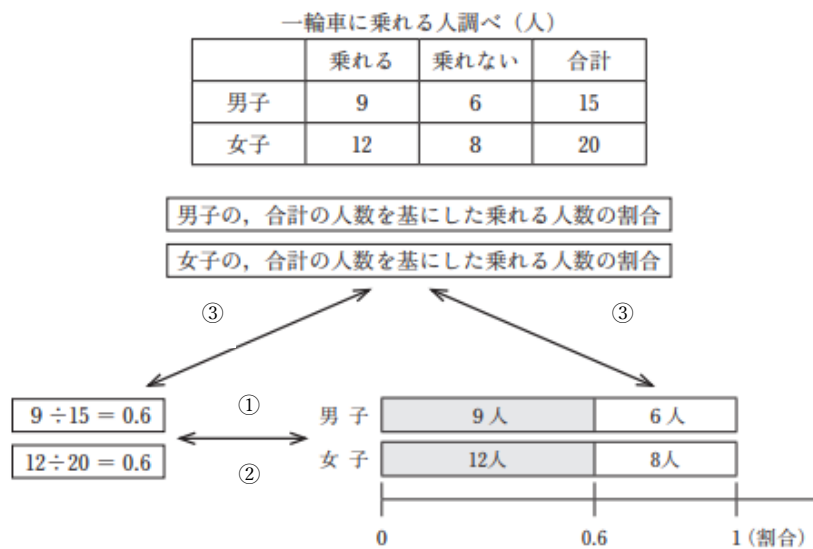 一輪車に乗れる人調べ（人）
乗れる 乗れない 合計
男子 9 6 15
女子 12 8 20
男子の，合計の人数を基にした乗れる人数の割合
女子の，合計の人数を基にした乗れる人数の割合
③ ③
①
9÷15＝0.6
12÷20＝0.6
②
男子 9人 6人
女子 12人 8人
0 0.6 1（割合）